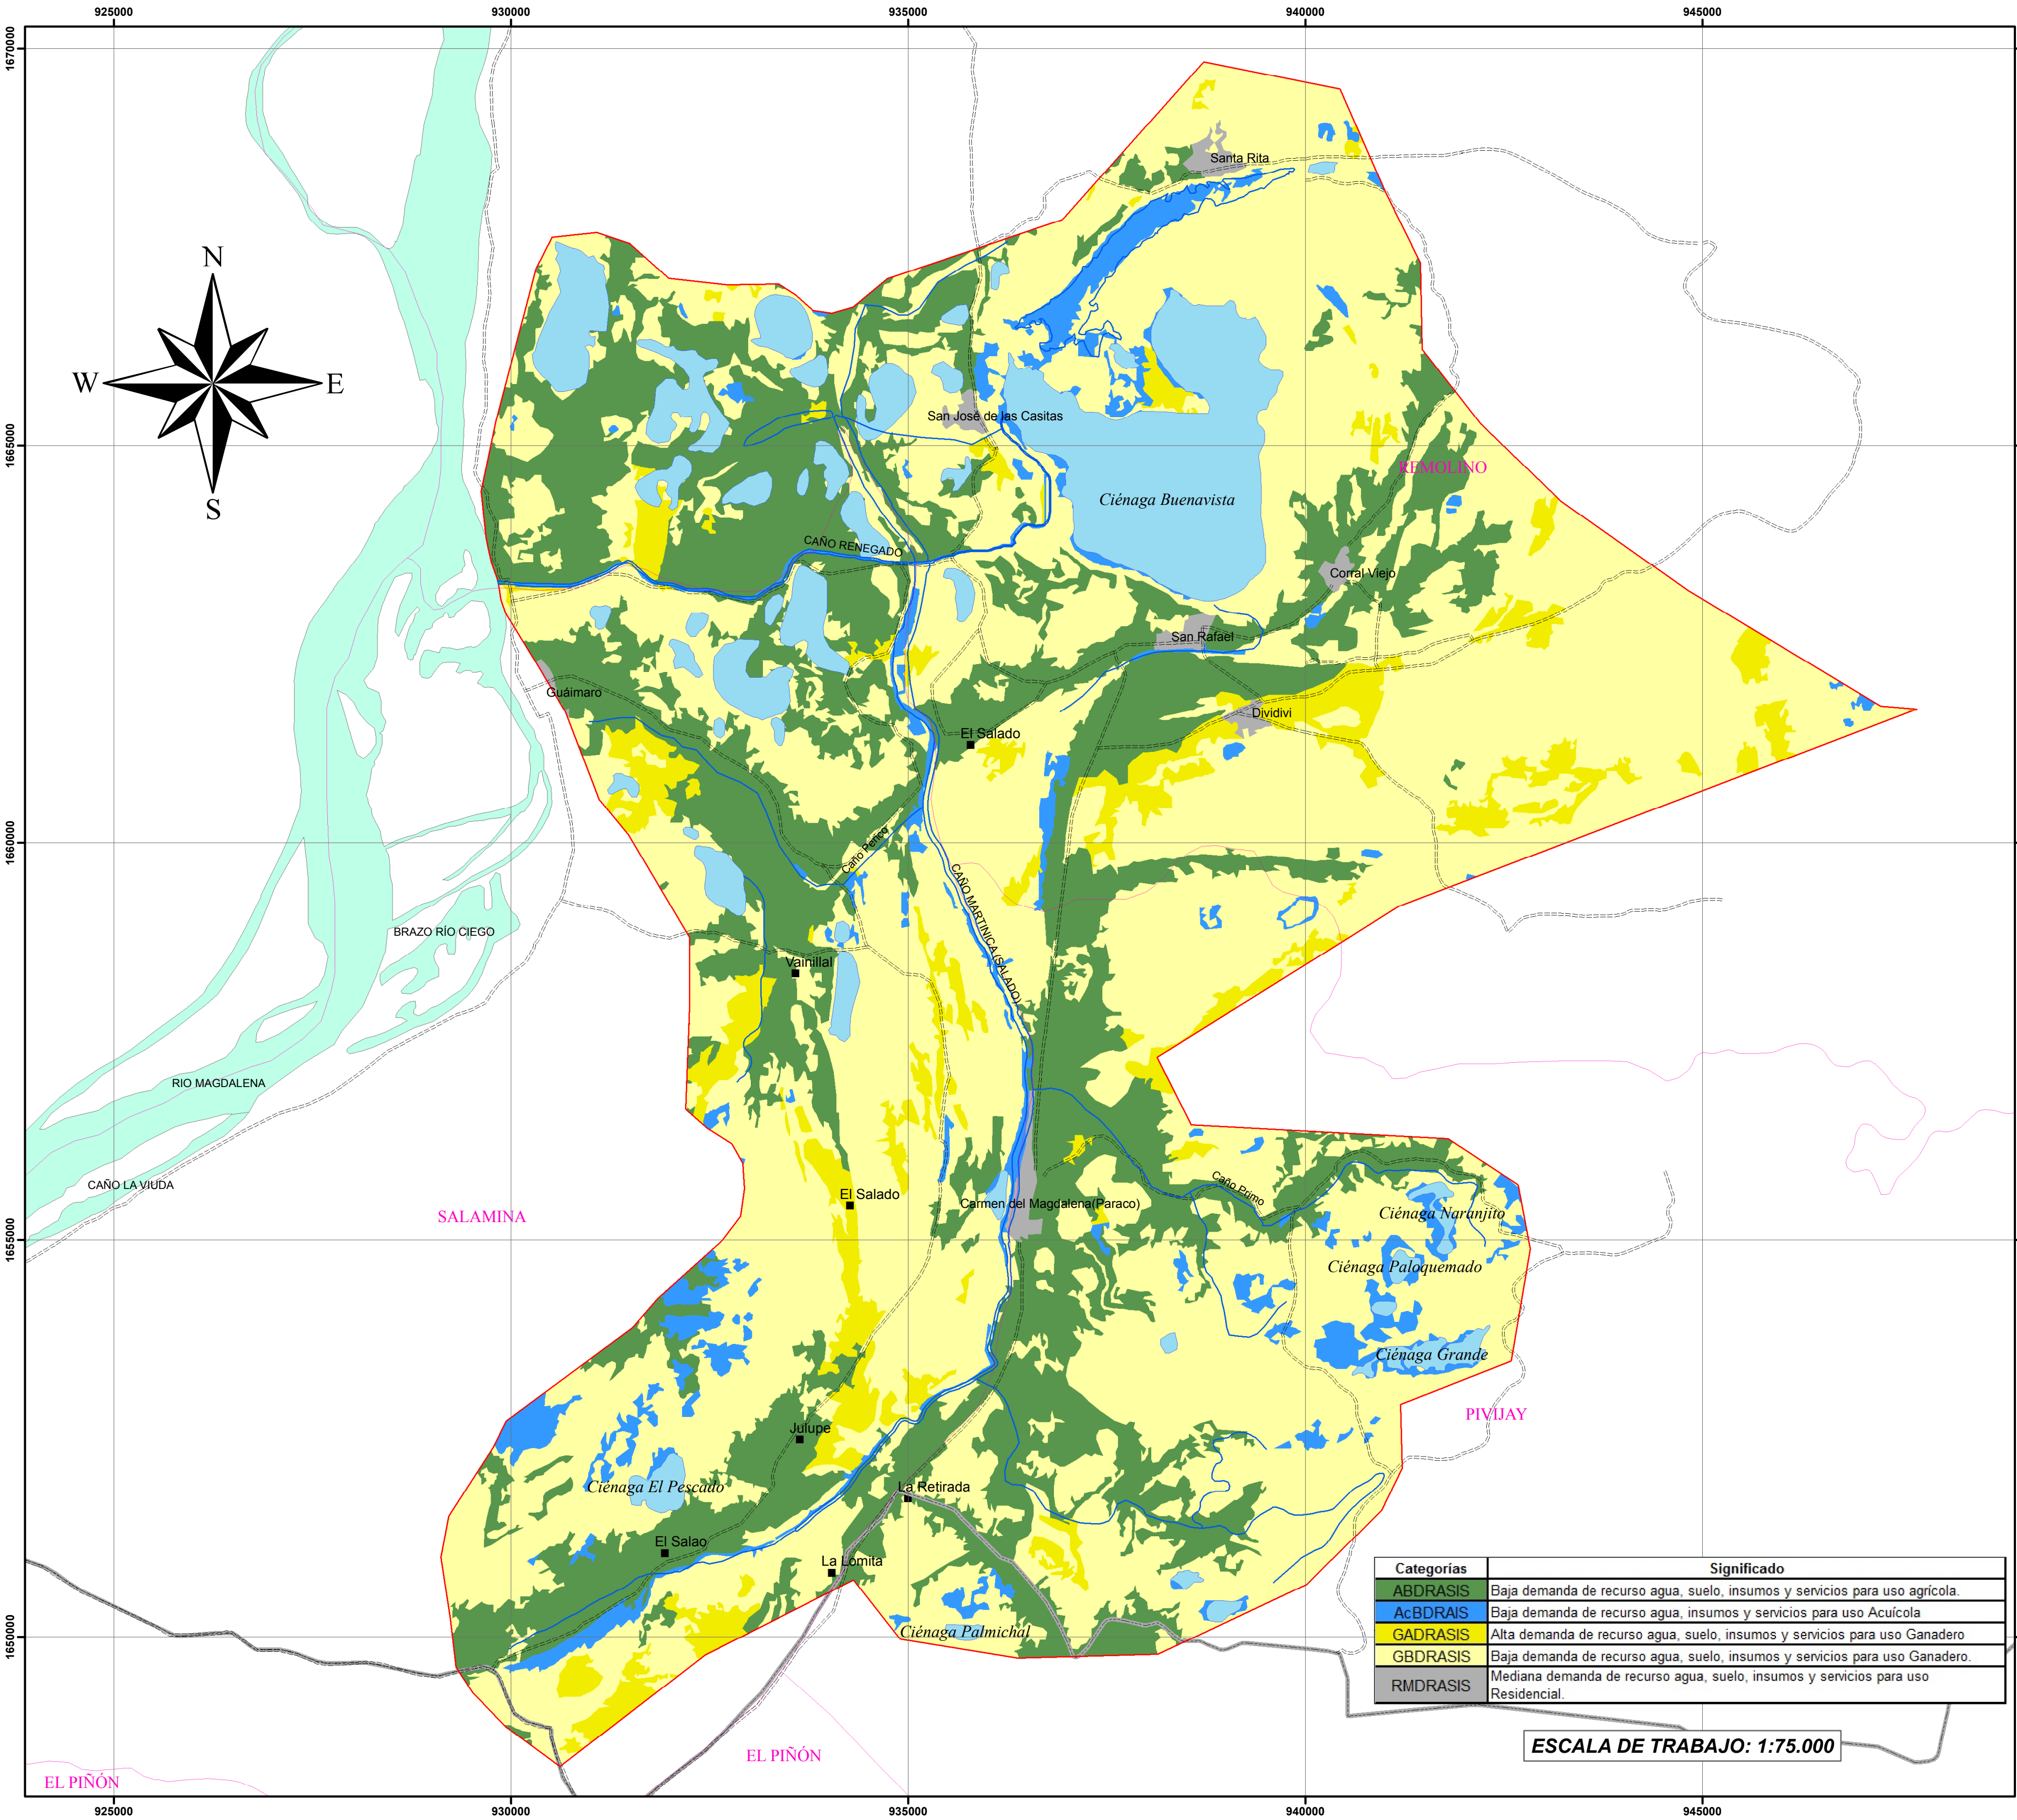 925000
930000
935000
940000
945000
1670000
Santa Rita
N
W
E
S
San José de las Casitas
1665000
REMOLINO
Ciénaga Buenavista
CAÑO RENEGADO
Corral Viejo
San Rafael
Guáimaro
Dividivi
El Salado
1660000
Caño Perico
CAÑO MARTINICA (SALADO)
BRAZO RÍO CIEGO
Vainillal
RIO MAGDALENA
CAÑO LA VIUDA
El Salado
Carmen del Magdalena(Paraco)
Caño Primo
Ciénaga Naranjito
SALAMINA
1655000
Ciénaga Paloquemado
Ciénaga Grande
PIVIJAY
Julupe
Ciénaga El Pescado
La Retirada
El Salao
La Lomita
1650000
Ciénaga Palmichal
Categorías Significado
ABDRASIS Baja demanda de recurso agua, suelo, insumos y servicios para uso agrícola.
AcBDRAIS Baja demanda de recurso agua, insumos y servicios para uso Acuícola
GADRASIS Alta demanda de recurso agua, suelo, insumos y servicios para uso Ganadero
GBDRASIS Baja demanda de recurso agua, suelo, insumos y servicios para uso Ganadero.
RMDRASIS Mediana demanda de recurso agua, suelo, insumos y servicios para uso
Residencial.
ESCALA DE TRABAJO: 1:75.000
EL PIÑÓN
EL PIÑÓN
925000
930000
935000
940000
945000